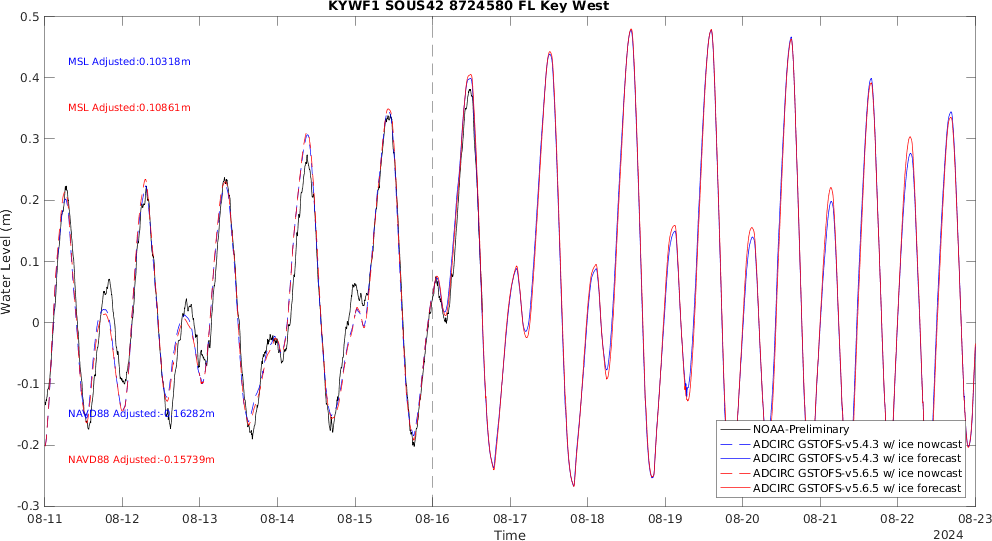 KYWF1 SOUS42 8724580 FL Key West
0.5
MSL Adjusted:0.10318m
0.4
MSL Adjusted:0.10861m
0.3
0.2
Water Level (m)
0.1
0
-0.1
NAVD88 Adjusted:-0.16282m
-0.2
NAVD88 Adjusted:-0.15739m
-0.3
NOAA-Preliminary
ADCIRC GSTOFS-v5.4.3 w/ ice nowcast
ADCIRC GSTOFS-v5.4.3 w/ ice forecast
ADCIRC GSTOFS-v5.6.5 w/ ice nowcast
ADCIRC GSTOFS-v5.6.5 w/ ice forecast
08-11 08-12 08-13 08-14 08-15 08-16 08-17 08-18 08-19 08-20 08-21 08-22 08-23
Time
2024